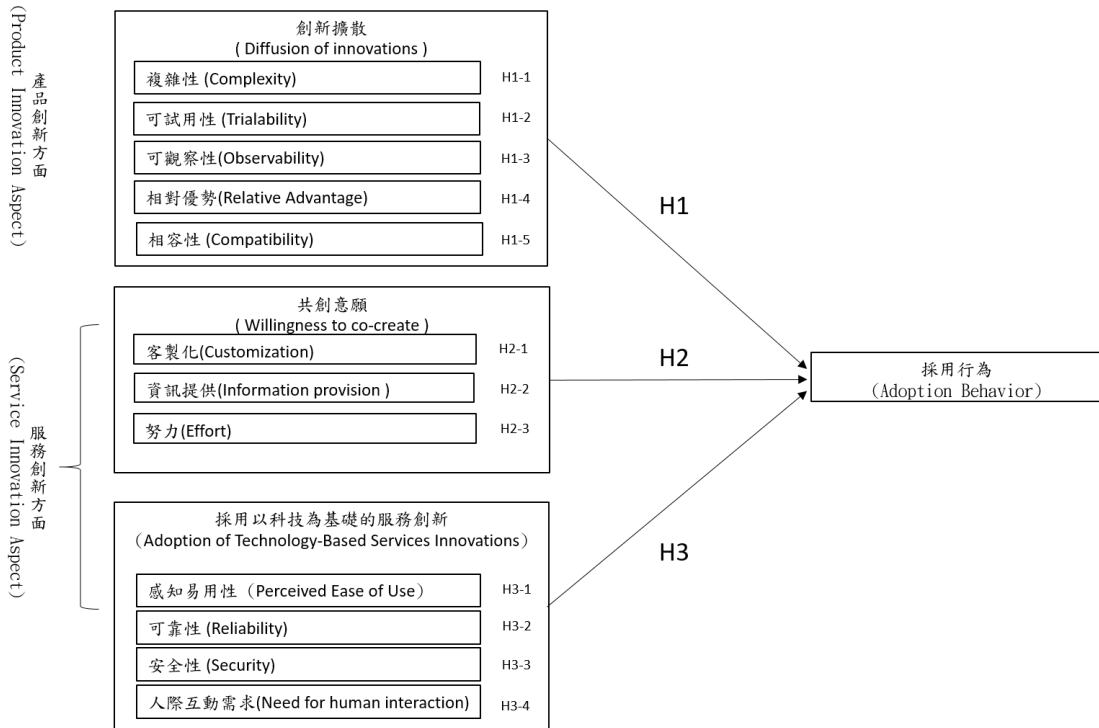 產品創新方面
(Product Innovation Aspect)
創新擴散
( Diffusion of innovations )
複雜性 (Complexity)
H1-1
可試用性 (Trialability)
H1-2
可觀察性(Observability)
H1-3
相對優勢(Relative Advantage)
H1-4
相容性 (Compatibility)
H1-5
H1
服務創新方面
(Service Innovation Aspect)
共創意願
( Willingness to co-create )
客製化(Customization)
H2-1
資訊提供(Information provision )
H2-2
努力(Effort)
H2-3
H2
採用以科技為基礎的服務創新
（Adoption of Technology-Based Services Innovations）
感知易用性（Perceived Ease of Use）
H3-1
可靠性 (Reliability)
H3-2
安全性 (Security)
H3-3
人際互動需求(Need for human interaction)
H3-4
H3
採用行為
(Adoption Behavior)